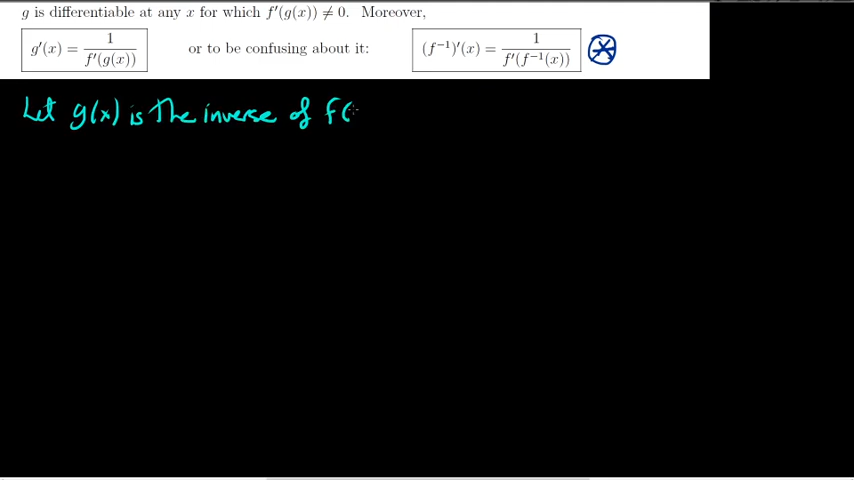 g is differentiable at any x for which f′(g(x)) ≠ 0. Moreover,
g′(x) = 1 / f′(g(x)) or to be confusing about it: (f⁻¹)′(x) = 1 / f′(f⁻¹(x))
Let g(x) is the inverse of f(